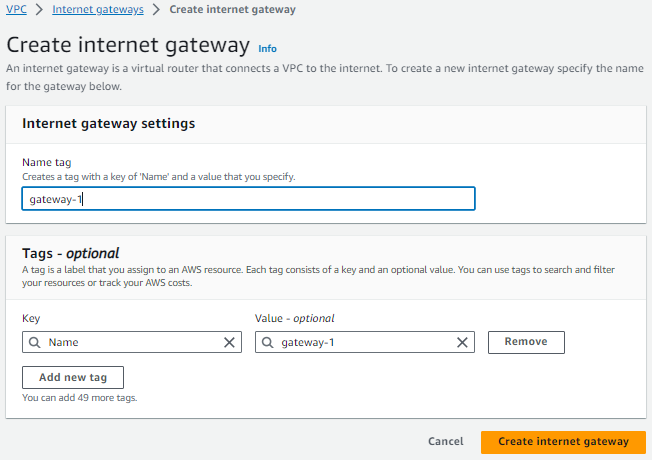 VPC > Internet gateways > Create internet gateway
Create internet gateway Info
An internet gateway is a virtual router that connects a VPC to the internet. To create a new internet gateway specify the name
for the gateway below.
Internet gateway settings
Name tag
Creates a tag with a key of 'Name' and a value that you specify.
gateway-1
Tags - optional
A tag is a label that you assign to an AWS resource. Each tag consists of a key and an optional value. You can use tags to search and filter
your resources or track your AWS costs.
Key Value - optional
Name gateway-1 Remove
Add new tag
You can add 49 more tags.
Cancel Create internet gateway